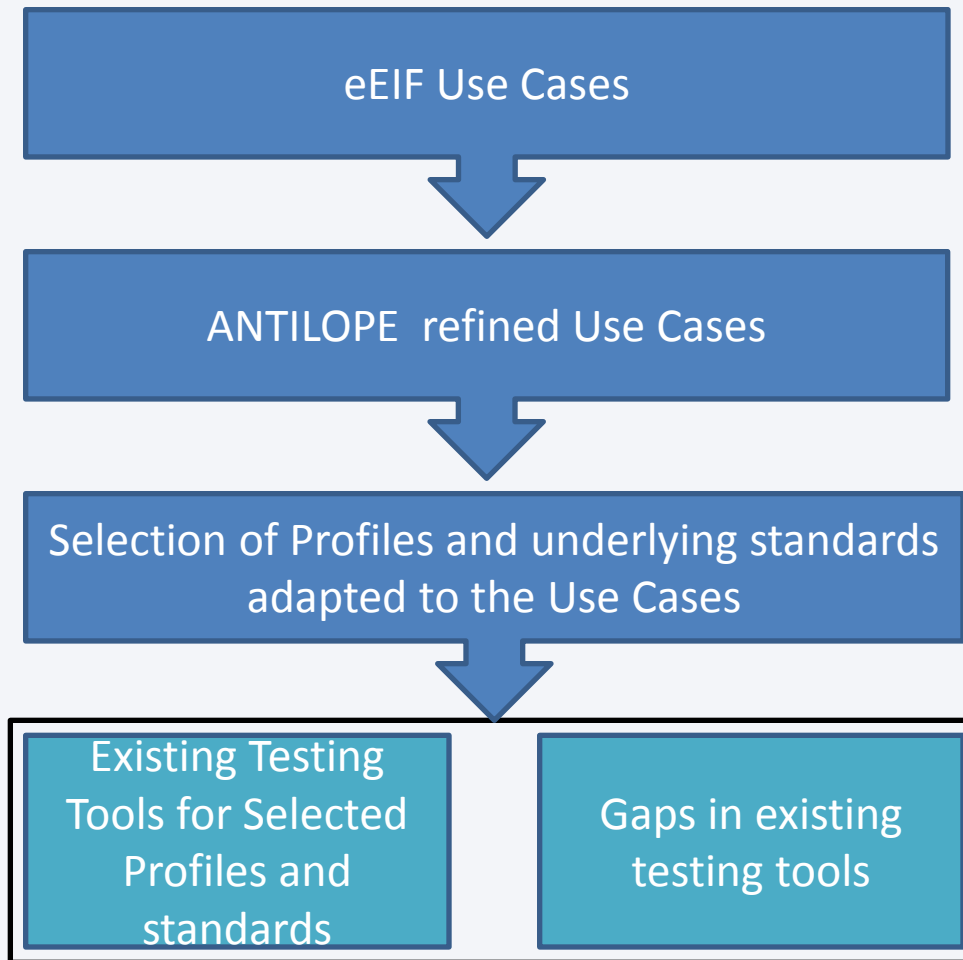 eEIF Use Cases
ANTILOPE refined Use Cases
Selection of Profiles and underlying standards
adapted to the Use Cases
Existing Testing
Tools for Selected
Profiles and
standards
Gaps in existing
testing tools